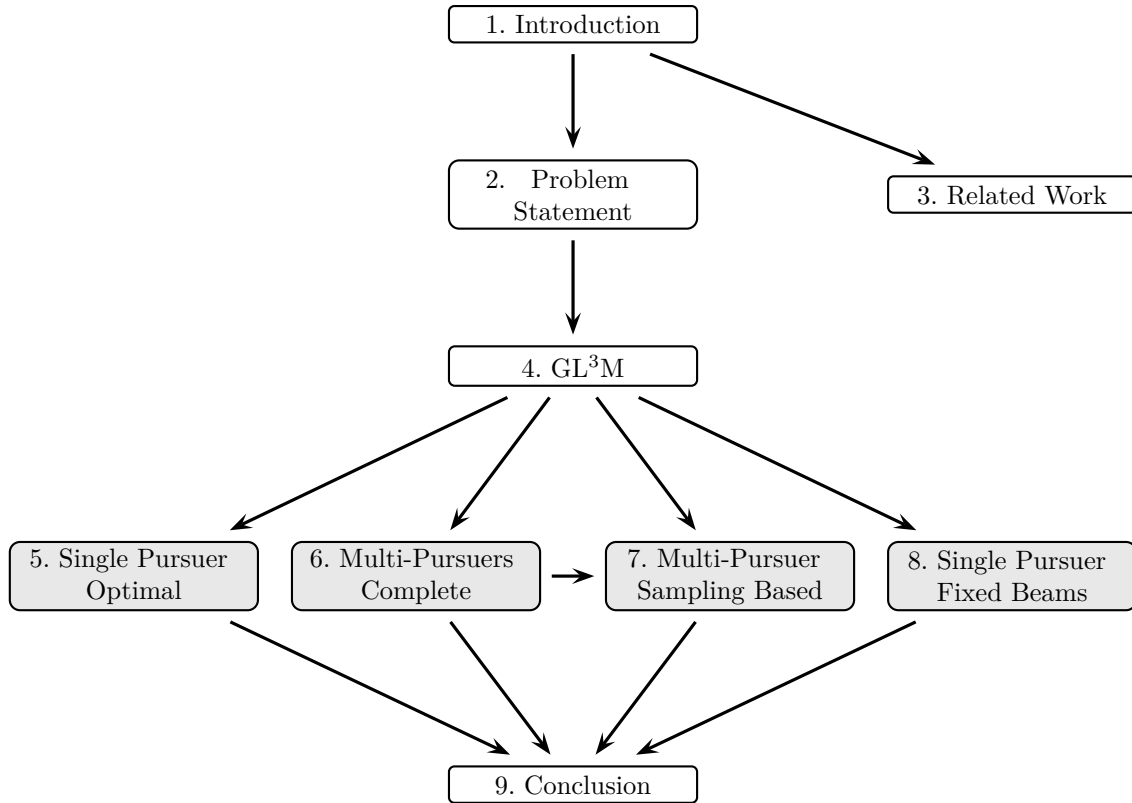 1. Introduction
2. Problem
Statement
3. Related Work
4. GL³M
5. Single Pursuer
Optimal
6. Multi-Pursuers
Complete
7. Multi-Pursuer
Sampling Based
8. Single Pursuer
Fixed Beams
9. Conclusion